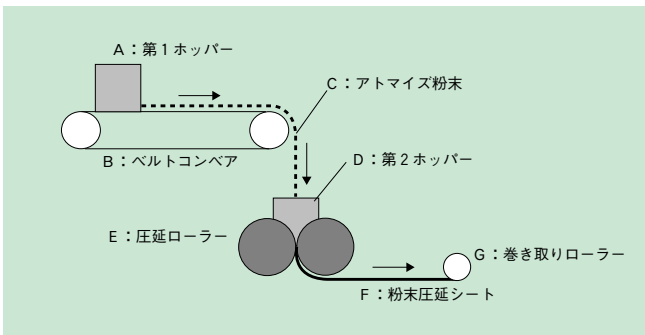 A：第1ホッパー
C：アトマイズ粉末
B：ベルトコンベア
D：第2ホッパー
E：圧延ローラー
G：巻き取りローラー
F：粉末圧延シート